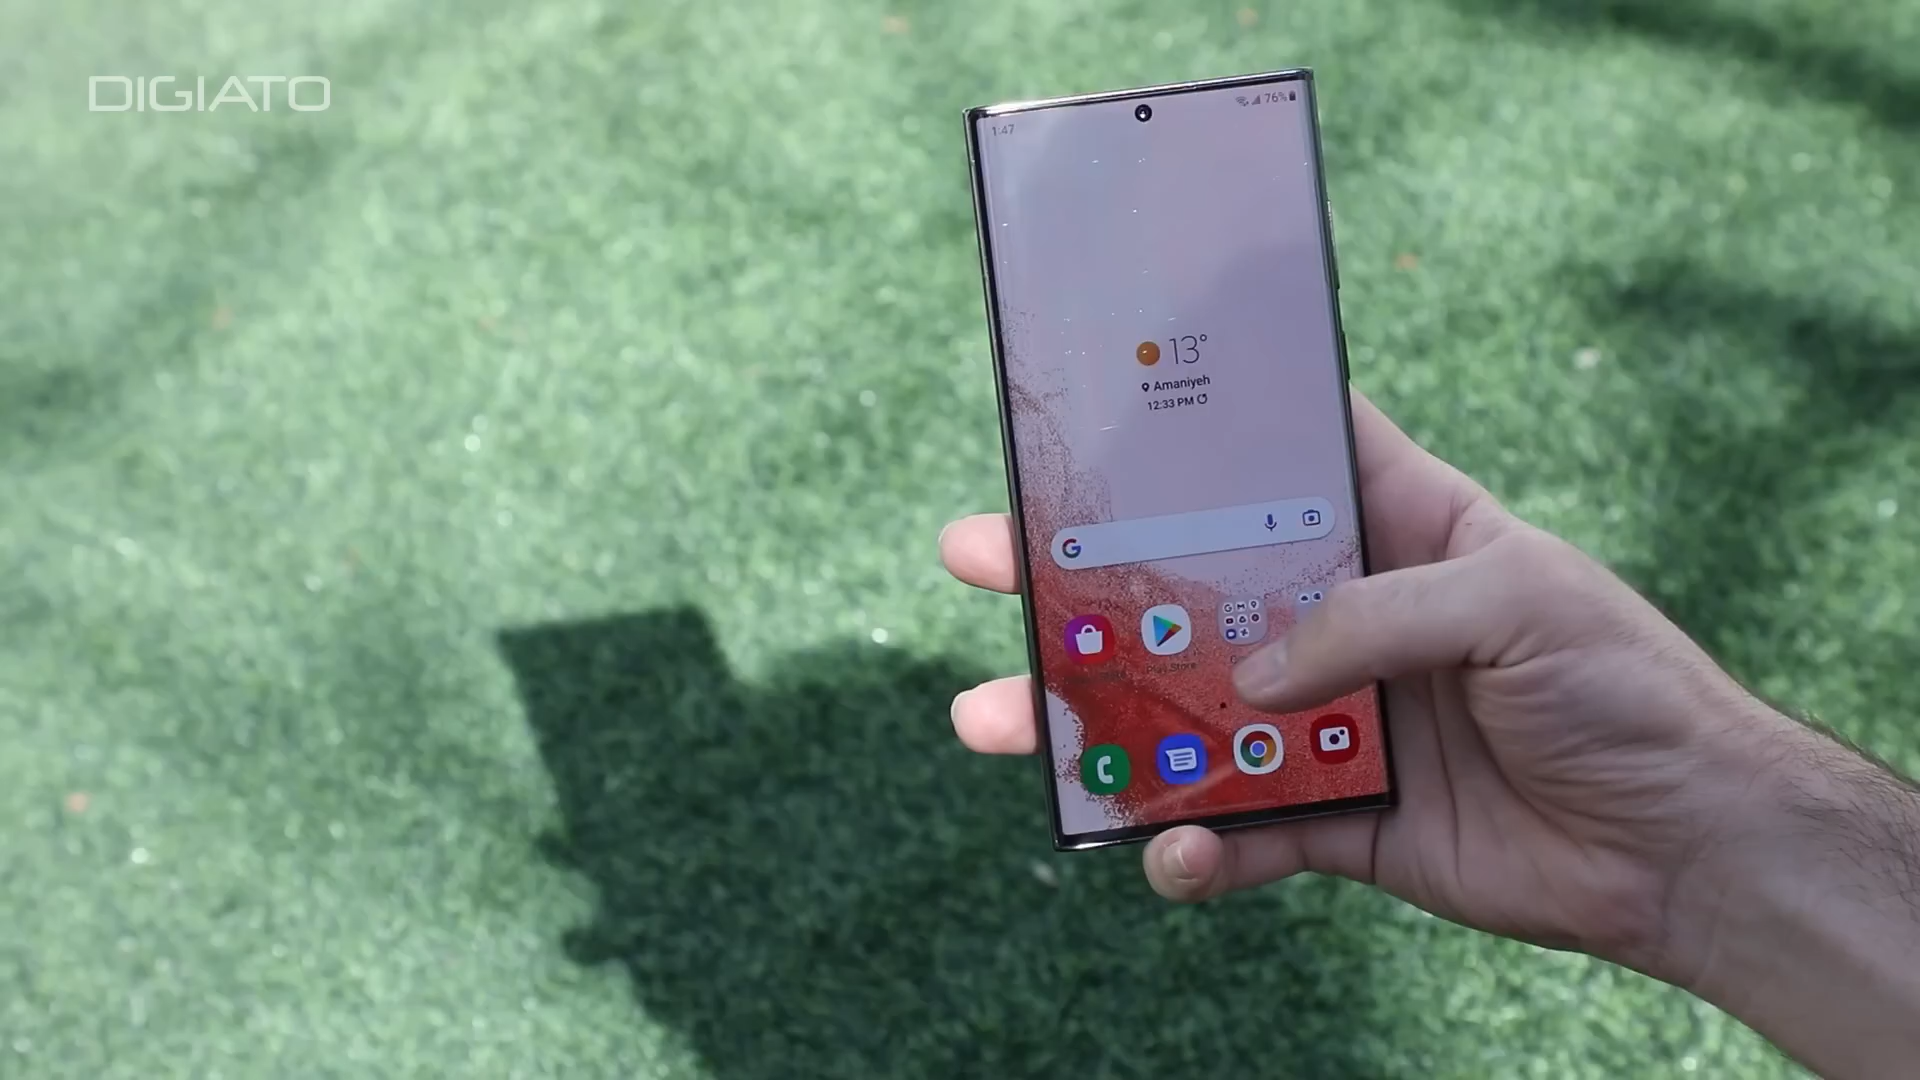 DIGIATO
1:47
76%
13°
Amaniyeh
12:33 PM
G
Play Store